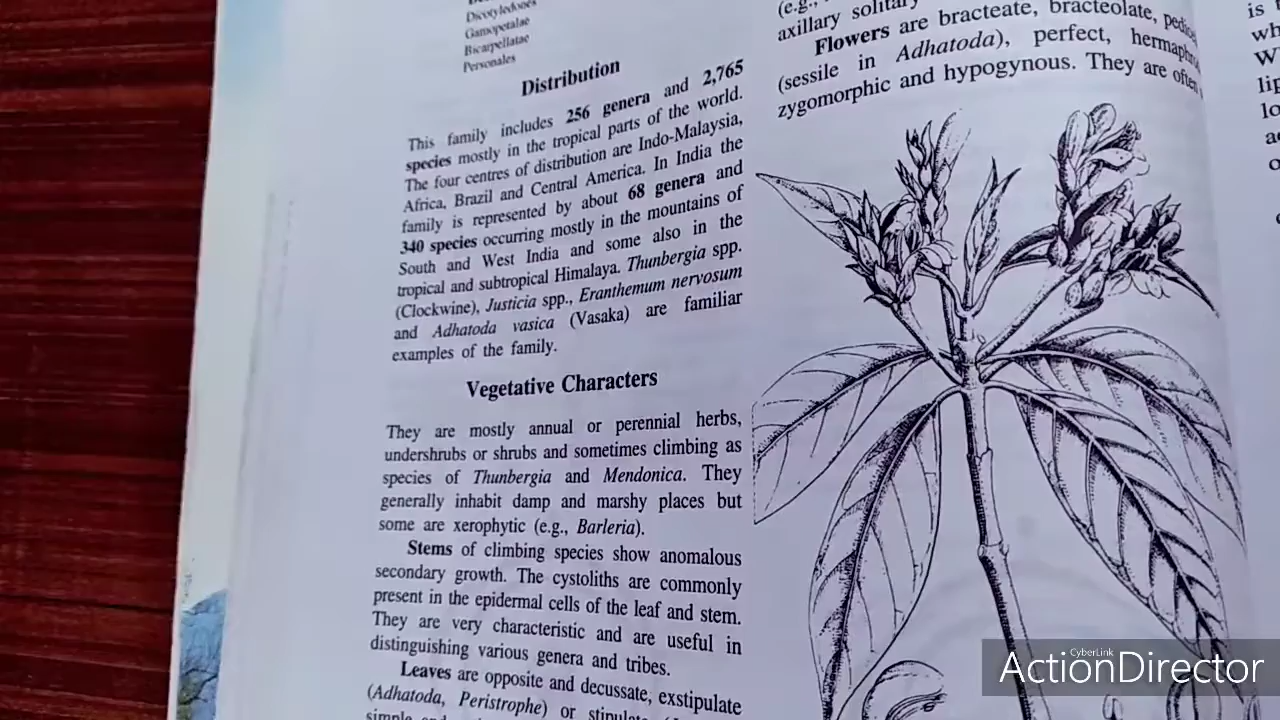 Dicotyledones
Gamopetalae
Bicarpellatae
Personales
Distribution
This family includes 256 genera and 2,765
species mostly in the tropical parts of the world.
The four centres of distribution are Indo-Malaysia,
Africa, Brazil and Central America. In India the
family is represented by about 68 genera and
340 species occurring mostly in the mountains of
South and West India and some also in the
tropical and subtropical Himalaya. Thunbergia spp.
(Clockwine), Justicia spp., Eranthemum nervosum
and Adhatoda vasica (Vasaka) are familiar
examples of the family.
Vegetative Characters
They are mostly annual or perennial herbs,
undershrubs or shrubs and sometimes climbing as
species of Thunbergia and Mendonica. They
generally inhabit damp and marshy places but
some are xerophytic (e.g., Barleria).
Stems of climbing species show anomalous
secondary growth. The cystoliths are commonly
present in the epidermal cells of the leaf and stem.
They are very characteristic and are useful in
distinguishing various genera and tribes.
Leaves are opposite and decussate, exstipulate
(Adhatoda, Peristrophe) or
simple
(e.g.,
axillary solitary
Flowers are bracteate, bracteolate,
(sessile in Adhatoda), perfect,
zygomorphic and hypogynous. They are often
is
CyberLink
ActionDirector